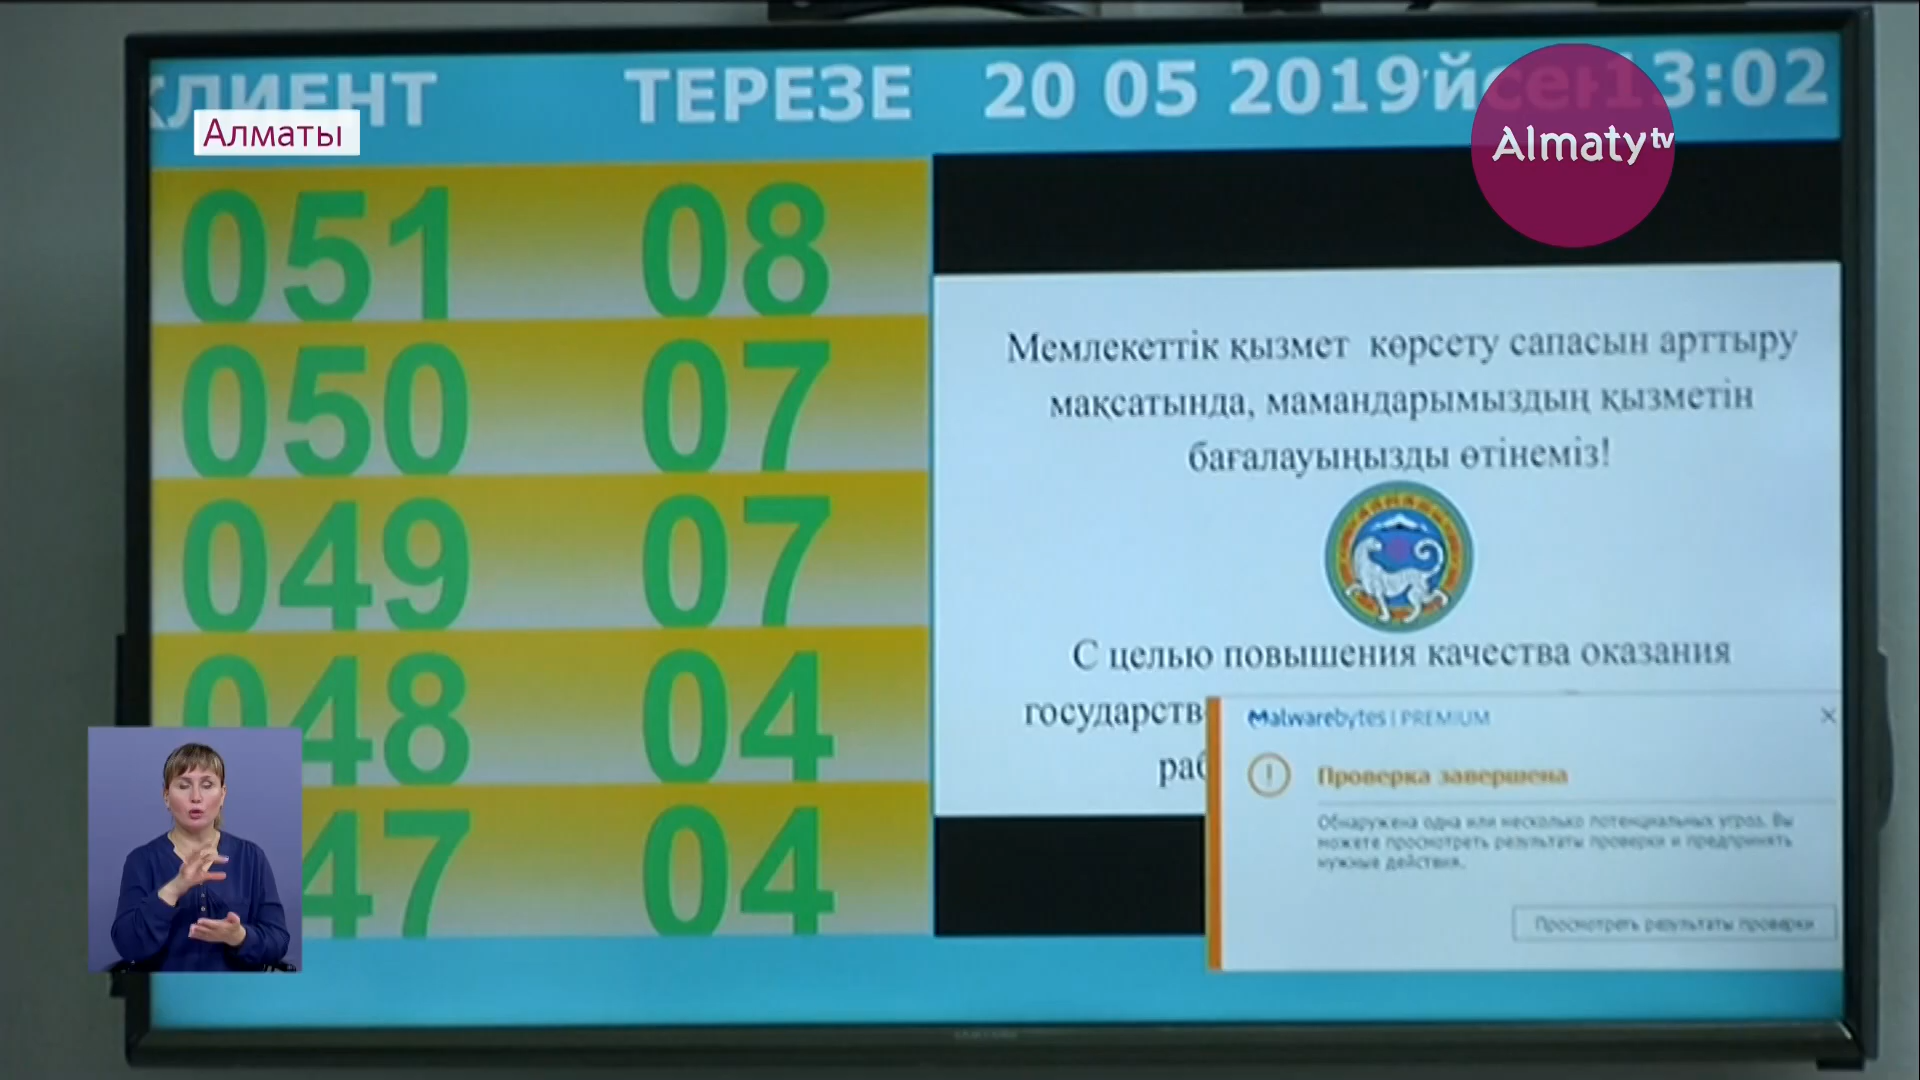 КЛИЕНТ ТЕРЕЗЕ 20 05 2019 13:02
Алматы
Almaty tv
051 08
050 07
049 07
048 04
47 04
Мемлекеттік қызмет көрсету сапасын арттыру
мақсатында, мамандарымыздың қызметін
бағалауыңызды өтінеміз!
С целью повышения качества оказания
государств
раб
Malwarebytes | PREMIUM
Проверка завершена
Обнаружена одна или несколько потенциальных угроз. Вы
можете просмотреть результаты проверки и предпринять
нужные действия.
Просмотреть результаты проверки